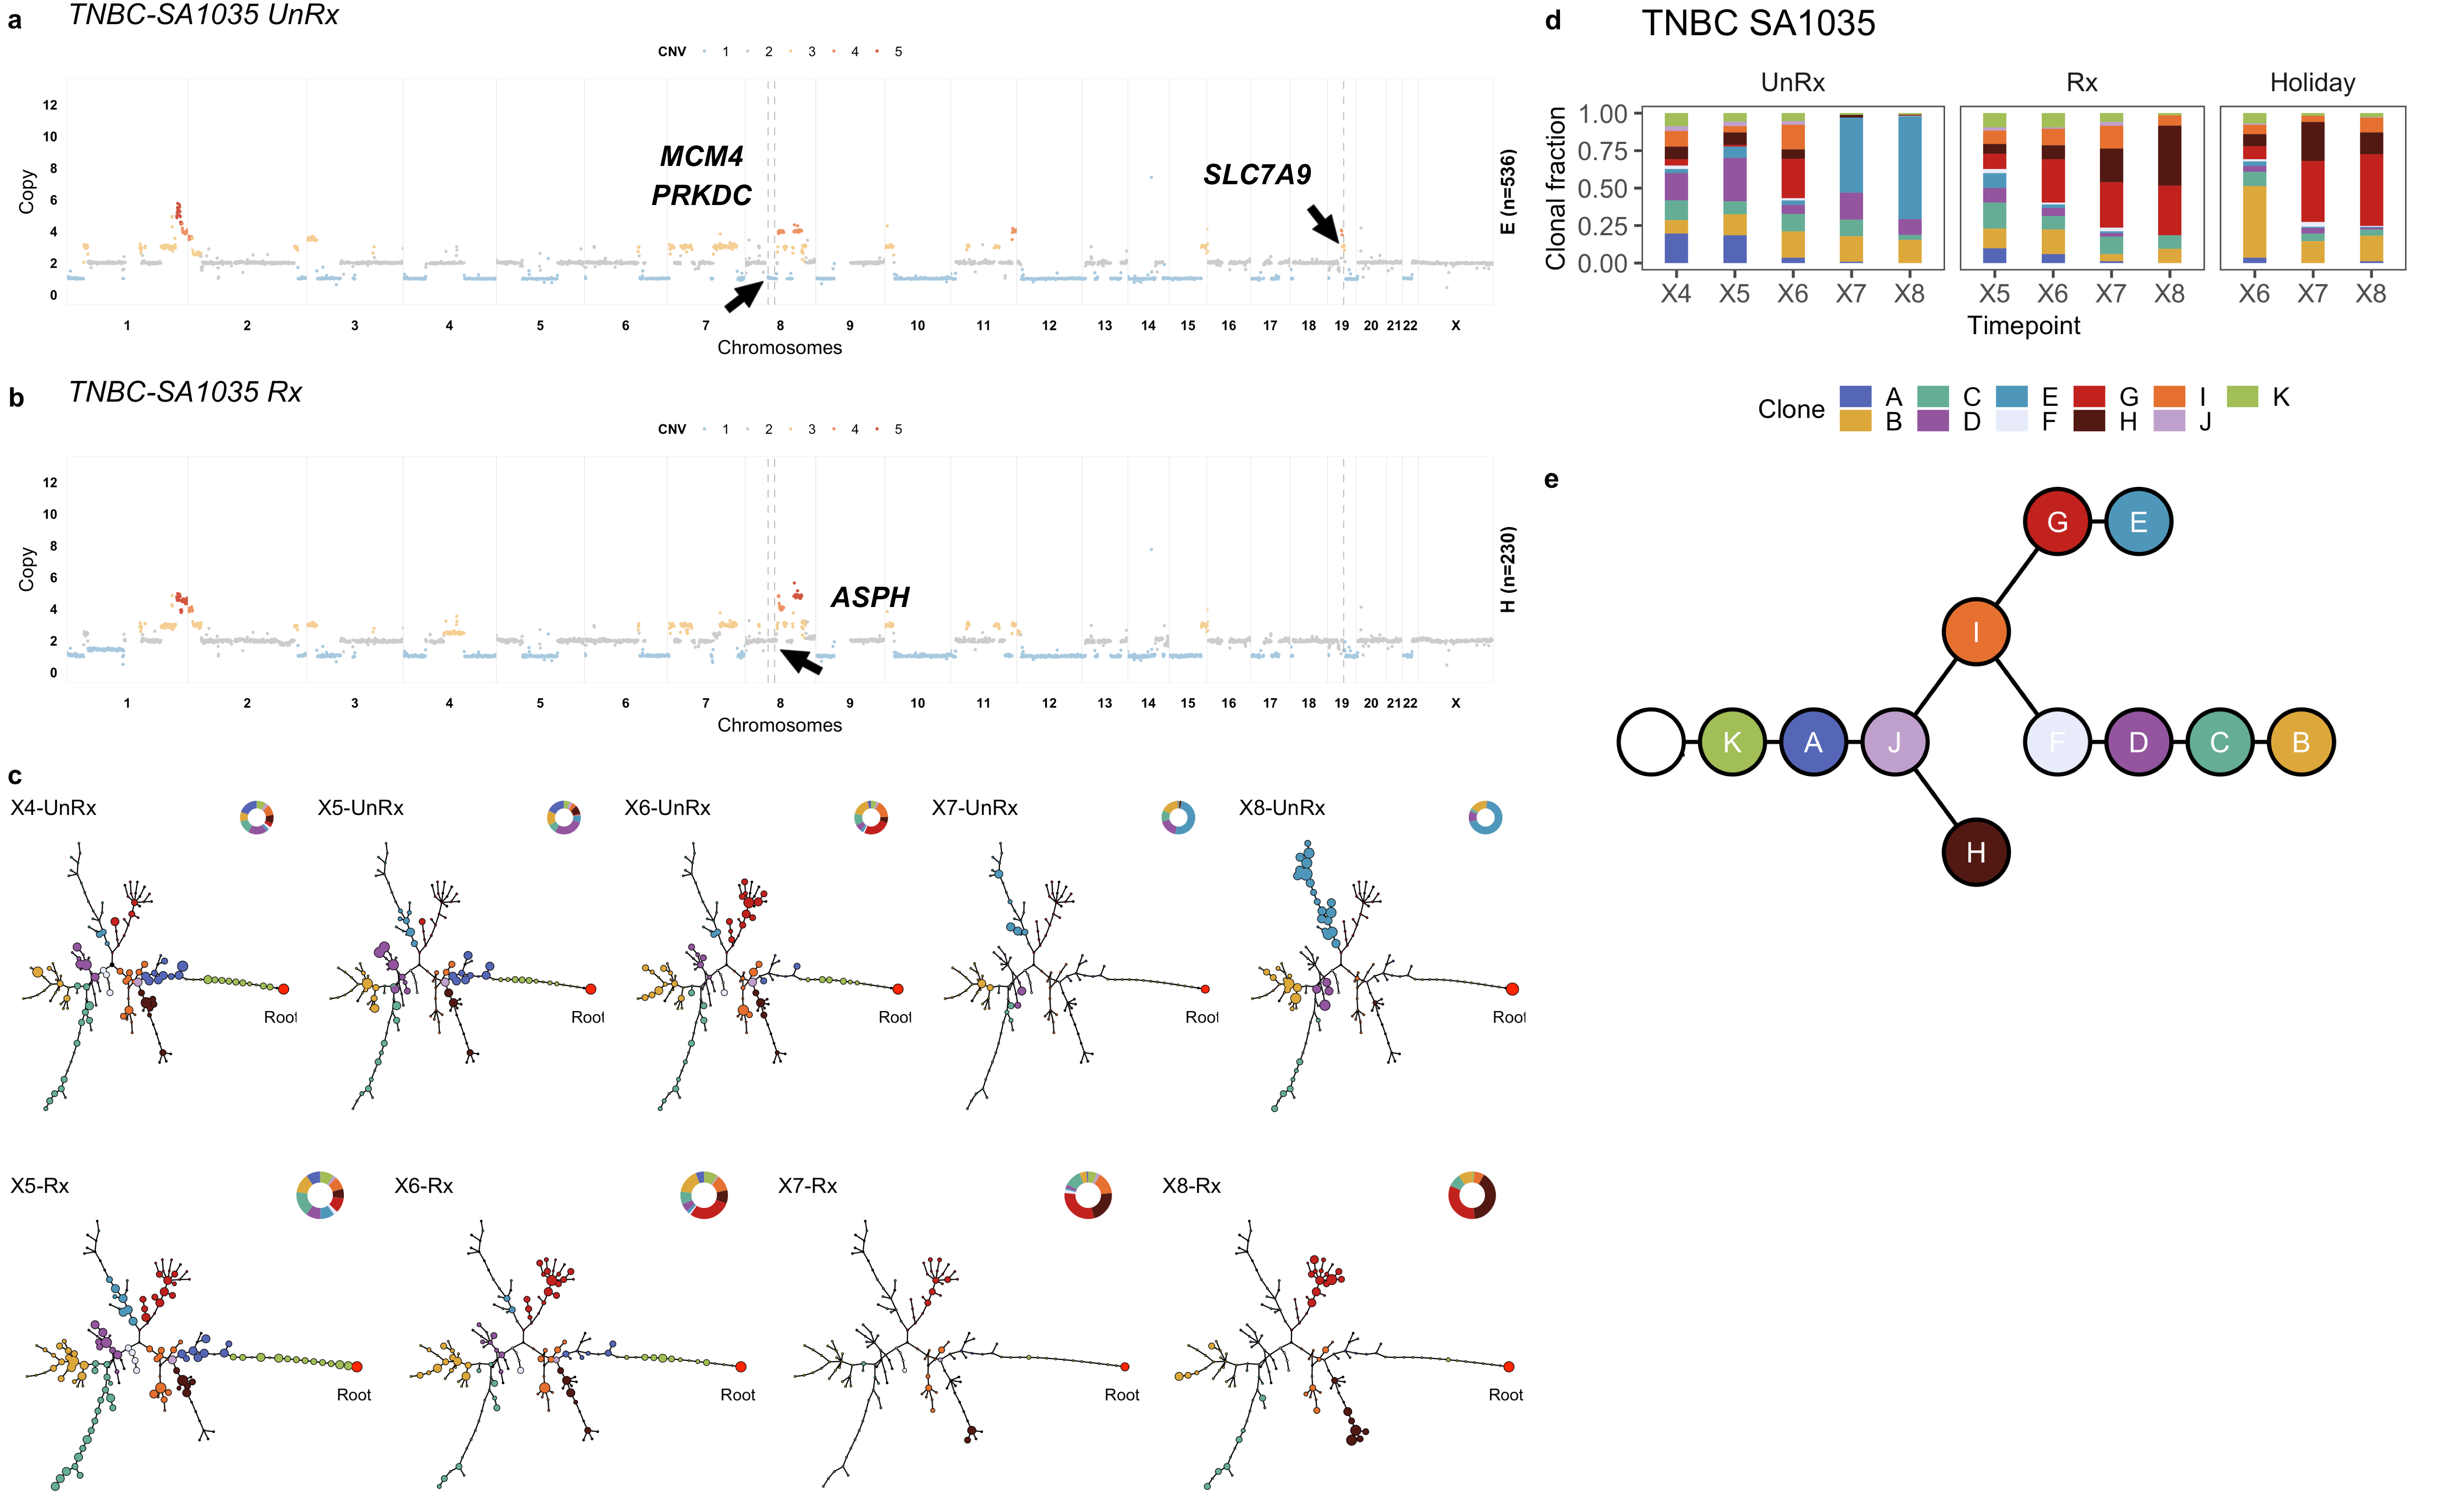 a
TNBC-SA1035 UnRx
CNV 1 2 3 4 5
Copy
12
10
8
6
4
2
0
MCM4
PRKDC
SLC7A9
E (n=536)
1 2 3 4 5 6 7 8 9 10 11 12 13 14 15 16 17 18 19 20 21 22 X
Chromosomes
b
TNBC-SA1035 Rx
CNV 1 2 3 4 5
Copy
12
10
8
6
4
2
0
ASPH
H (n=230)
1 2 3 4 5 6 7 8 9 10 11 12 13 14 15 16 17 18 19 20 21 22 X
Chromosomes
c
X4-UnRx X5-UnRx X6-UnRx X7-UnRx X8-UnRx
Root Root Root Root Root
X5-Rx X6-Rx X7-Rx X8-Rx
Root Root Root Root
d
TNBC SA1035
UnRx Rx Holiday
Clonal fraction
1.00
0.75
0.50
0.25
0.00
X4 X5 X6 X7 X8 X5 X6 X7 X8 X6 X7 X8
Timepoint
Clone
A C E G I K
B D F H J
e
G E
I
K A J F D C B
H